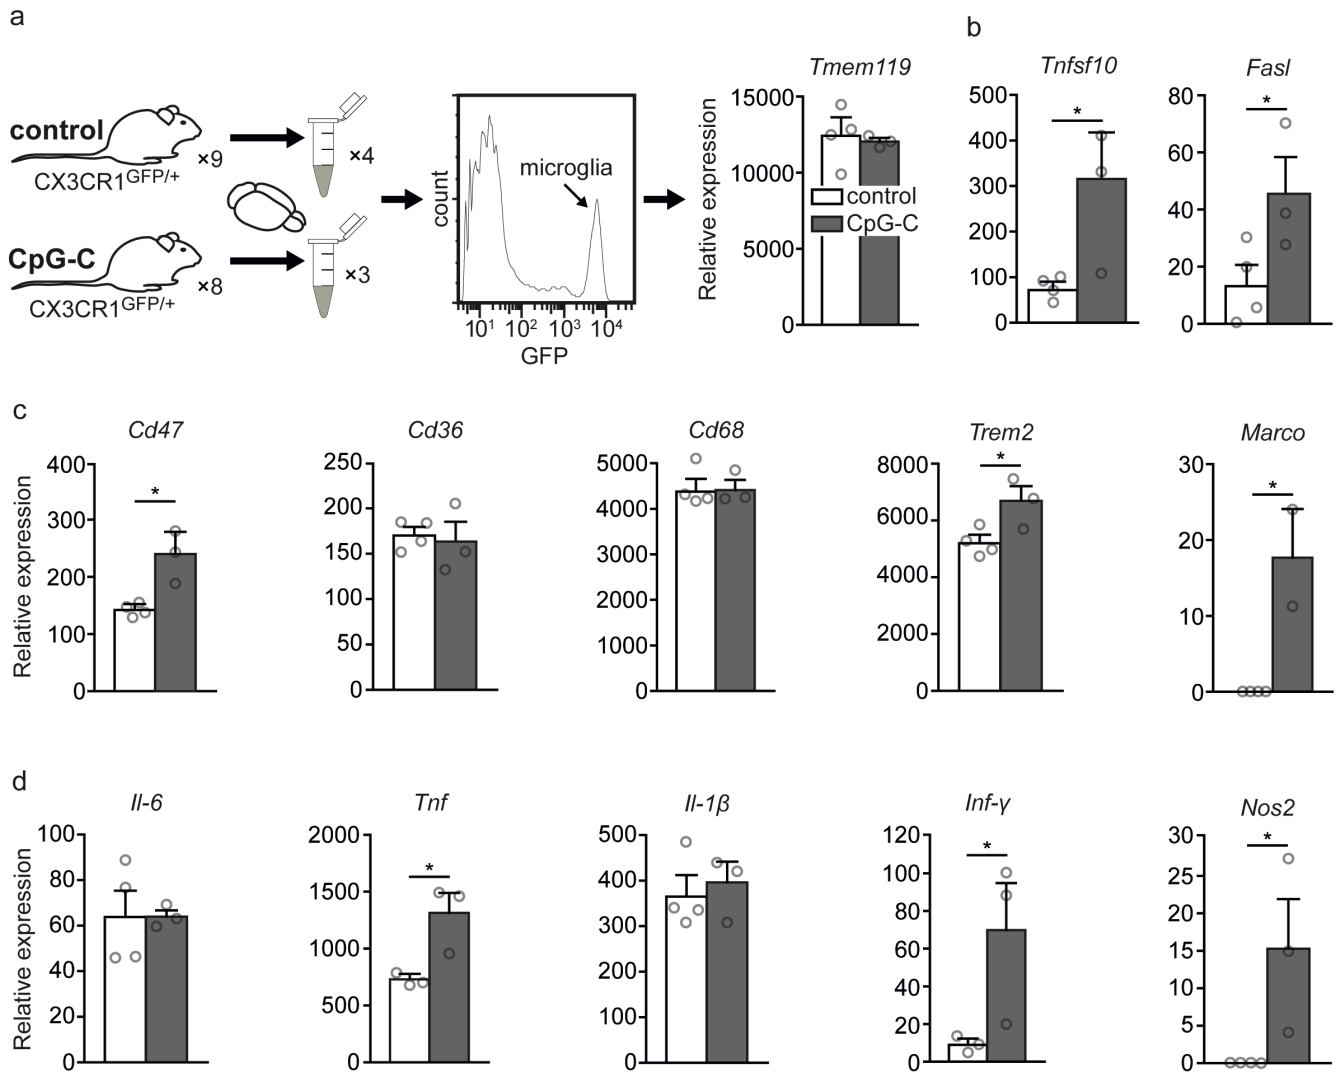 a
control
CX3CR1GFP/+
×9
×4
CpG-C
CX3CR1GFP/+
×8
×3
count
microglia
10¹ 10² 10³ 10⁴
GFP
Tmem119
Relative expression
15000
10000
5000
0
control
CpG-C
b
Tnfsf10
500
400
300
200
100
0
*
Fasl
80
60
40
20
0
*
c
Relative expression
Cd47
400
300
200
100
0
*
Cd36
250
200
150
100
50
0
Cd68
5000
4000
3000
2000
1000
0
Trem2
8000
6000
4000
2000
0
*
Marco
30
20
10
0
*
d
Relative expression
Il-6
100
80
60
40
20
0
Tnf
2000
1500
1000
500
0
*
Il-1β
500
400
300
200
100
0
Inf-γ
120
100
80
60
40
20
0
*
Nos2
30
25
20
15
10
5
0
*